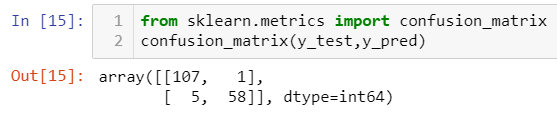 In [15]: 1 from sklearn.metrics import confusion_matrix
2 confusion_matrix(y_test,y_pred)
Out[15]: array([[107, 1],
[ 5, 58]], dtype=int64)